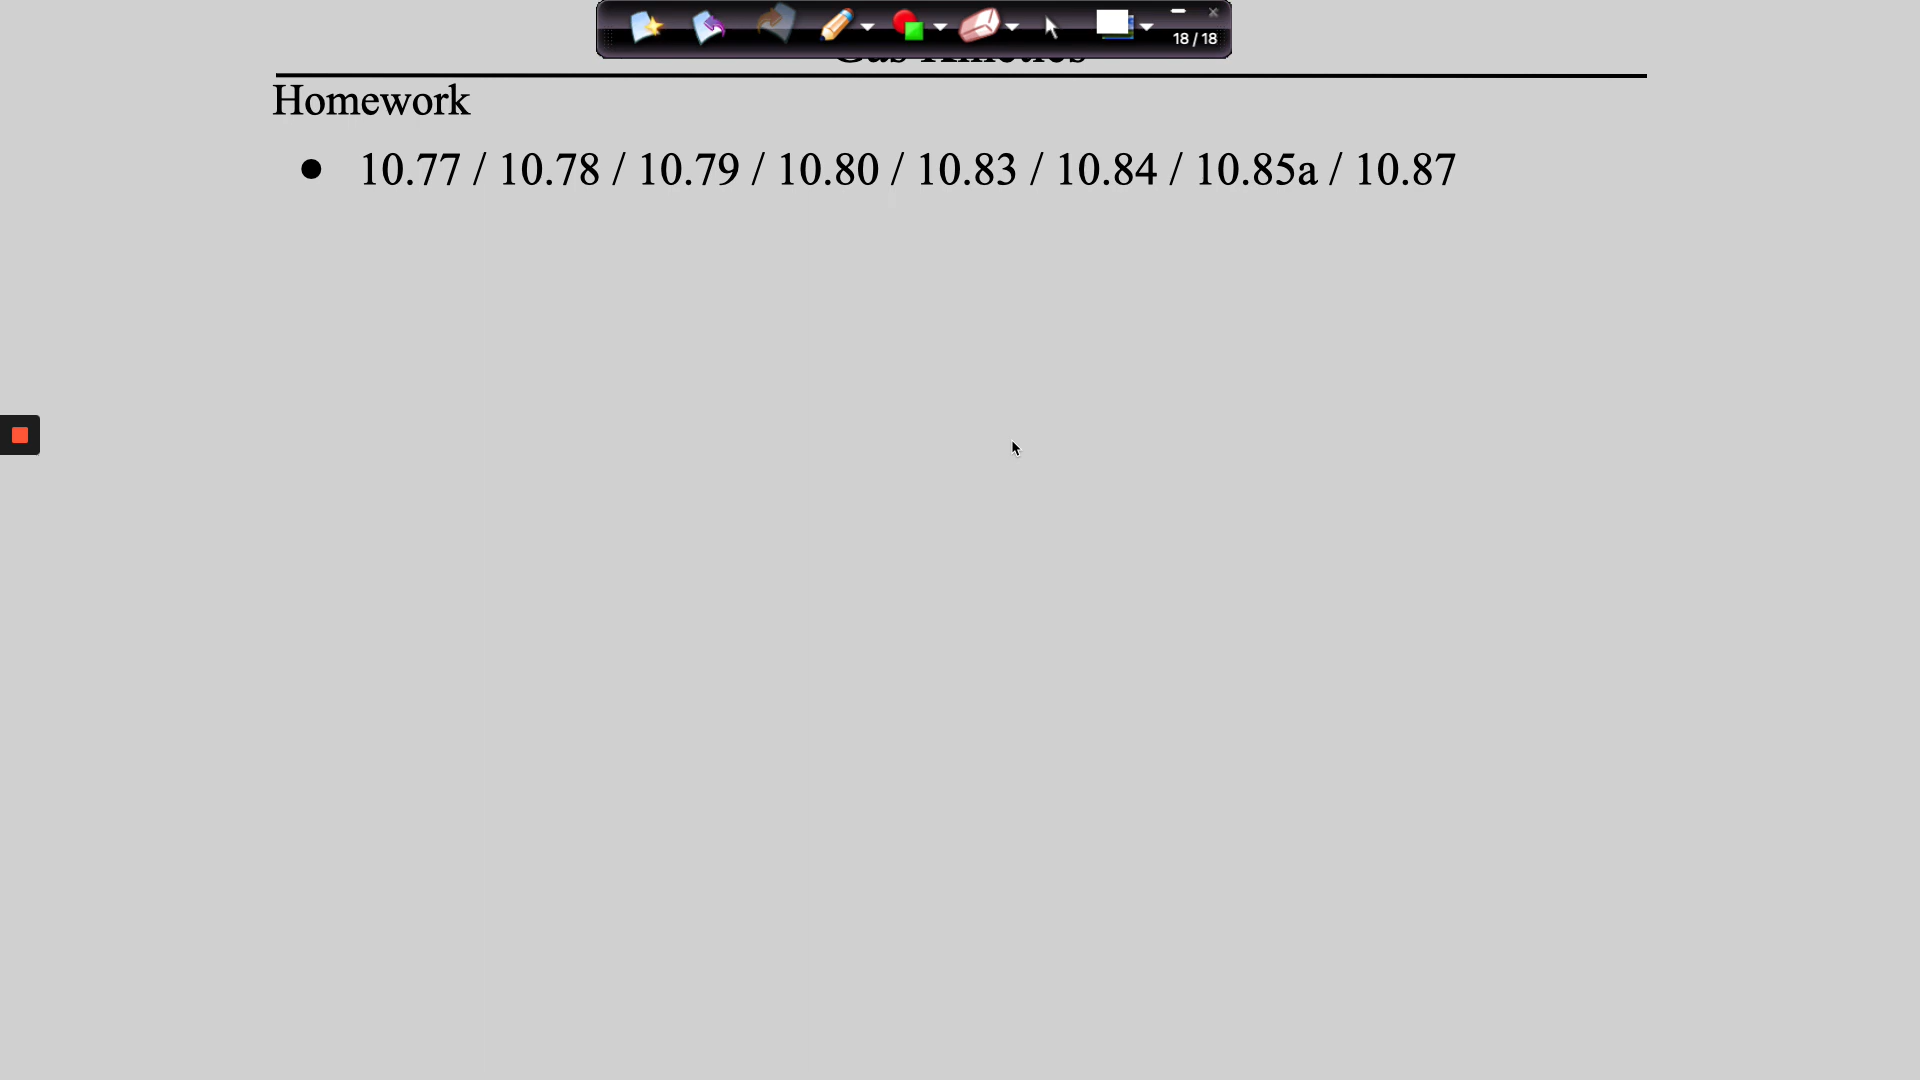 18 / 18
Homework
● 10.77 / 10.78 / 10.79 / 10.80 / 10.83 / 10.84 / 10.85a / 10.87